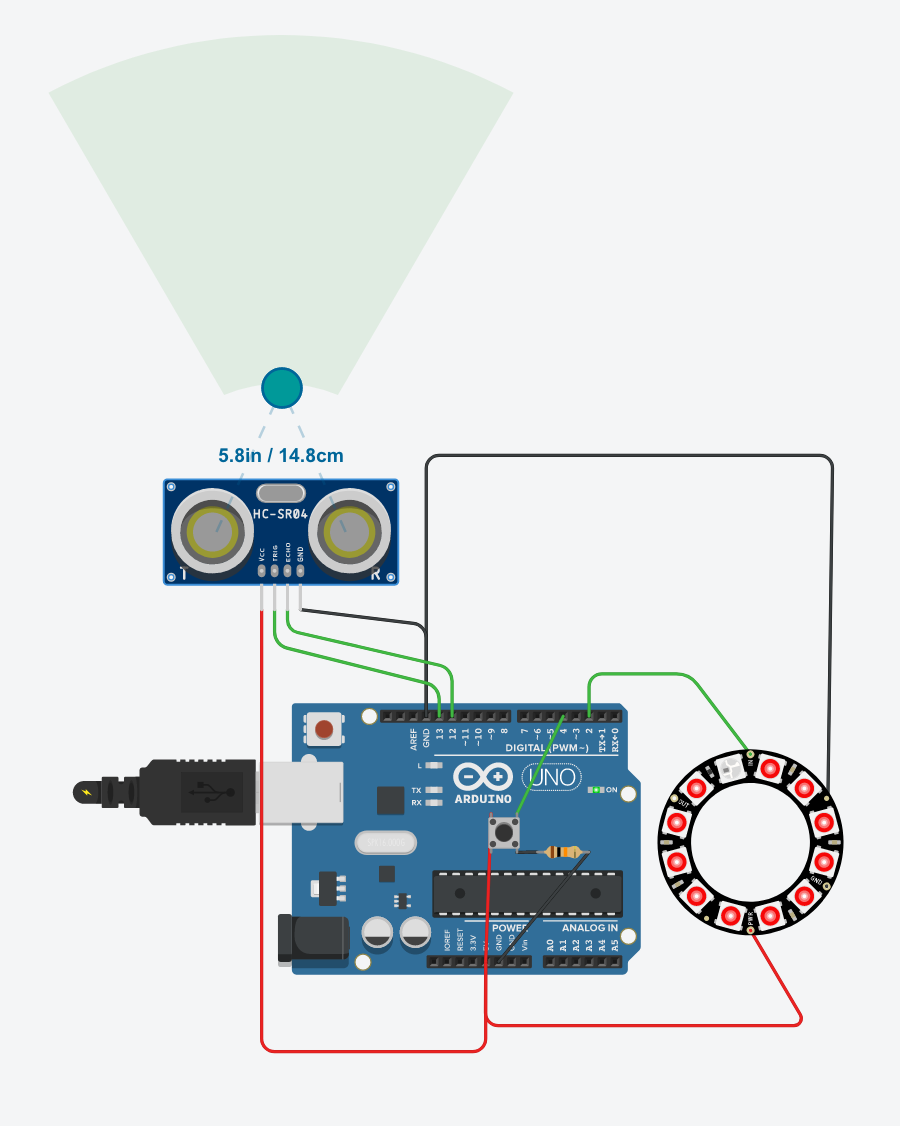 5.8in / 14.8cm
HC-SR04
VCC
TRIG
ECHO
GND
T
R
AREF
GND
13
12
~11
~10
~9
8
7
~6
~5
4
~3
2
TX→1
RX←0
DIGITAL (PWM~)
L
TX
RX
ARDUINO
UNO
ON
IN
OUT
GND
PWR
POWER
ANALOG IN
IOREF
RESET
3.3V
GND
Vin
A0
A1
A2
A3
A4
A5